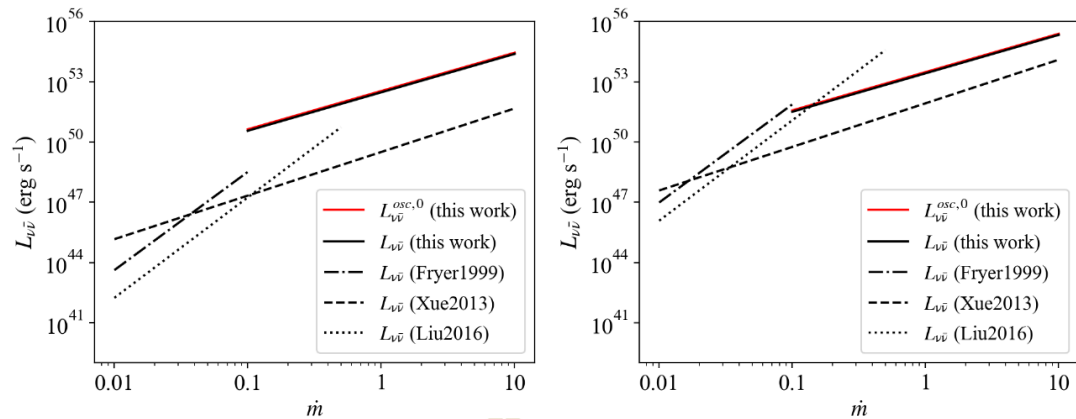 10^56
10^53
10^50
10^47
10^44
10^41
L_νν̄ (erg s^−1)
L_νν̄^{osc,0} (this work)
L_νν̄ (this work)
L_νν̄ (Fryer1999)
L_νν̄ (Xue2013)
L_νν̄ (Liu2016)
0.01 0.1 1 10
ṁ
10^56
10^53
10^50
10^47
10^44
10^41
L_νν̄ (erg s^−1)
L_νν̄^{osc,0} (this work)
L_νν̄ (this work)
L_νν̄ (Fryer1999)
L_νν̄ (Xue2013)
L_νν̄ (Liu2016)
0.01 0.1 1 10
ṁ